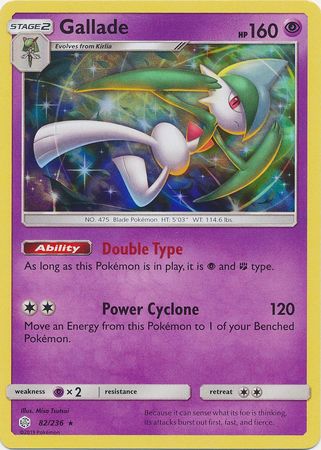 STAGE2 Gallade HP 160
Evolves from Kirlia
NO. 475 Blade Pokémon HT: 5'03" WT: 114.6 lbs.
Ability Double Type
As long as this Pokémon is in play, it is and type.
Power Cyclone 120
Move an Energy from this Pokémon to 1 of your Benched
Pokémon.
weakness ×2 resistance retreat
Illus. Misa Tsutsui
82/236 ★
©2019 Pokémon
Because it can sense what its foe is thinking,
its attacks burst out first, fast, and fierce.